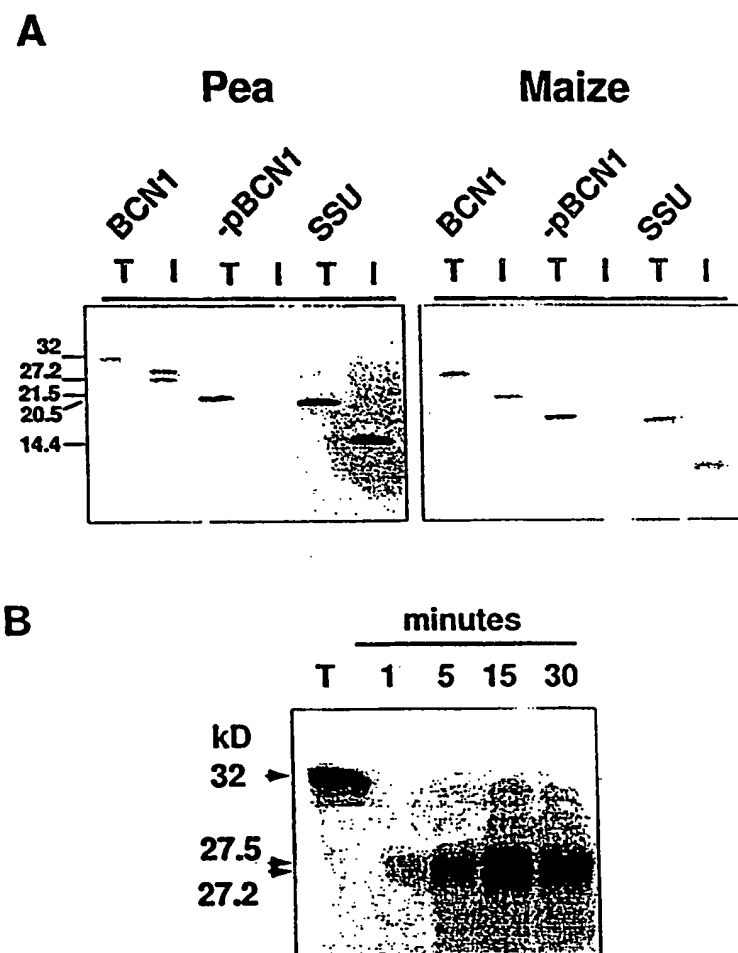 A
Pea Maize
BCN1 -pBCN1 SSU BCN1 -pBCN1 SSU
T I T I T I T I T I T I
32
27.2
21.5
20.5
14.4
B
minutes
T 1 5 15 30
kD
32
27.5
27.2